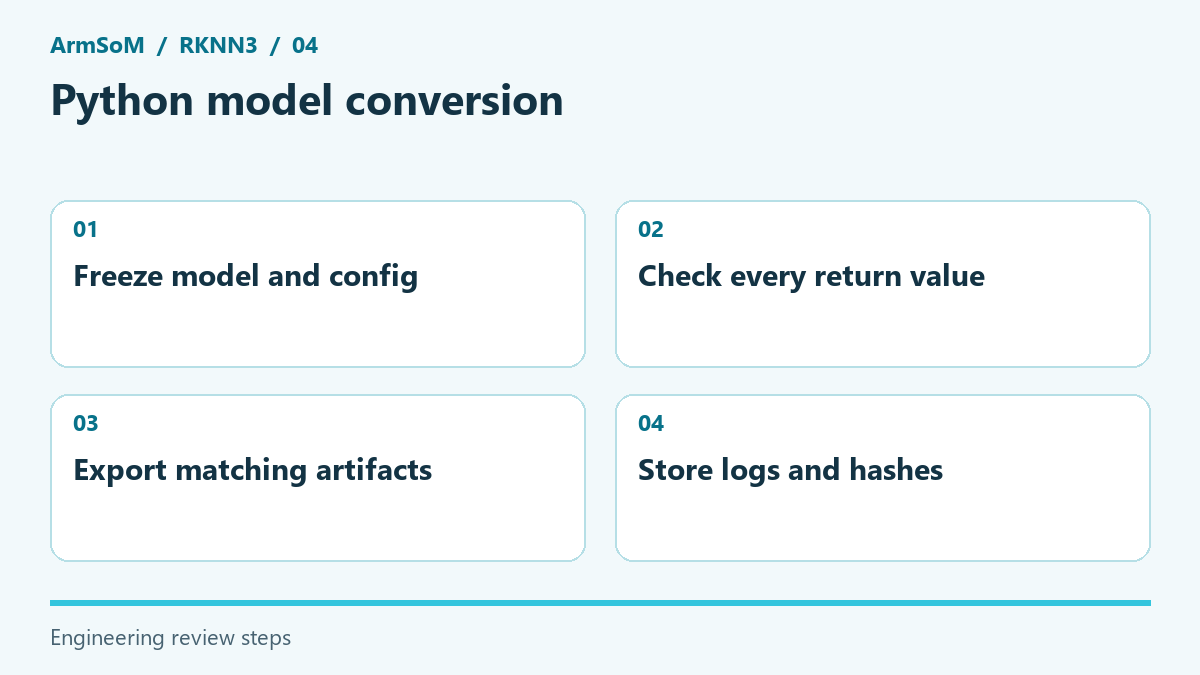 ArmSoM / RKNN3 / 04
Python model conversion
01
Freeze model and config
02
Check every return value
03
Export matching artifacts
04
Store logs and hashes
Engineering review steps